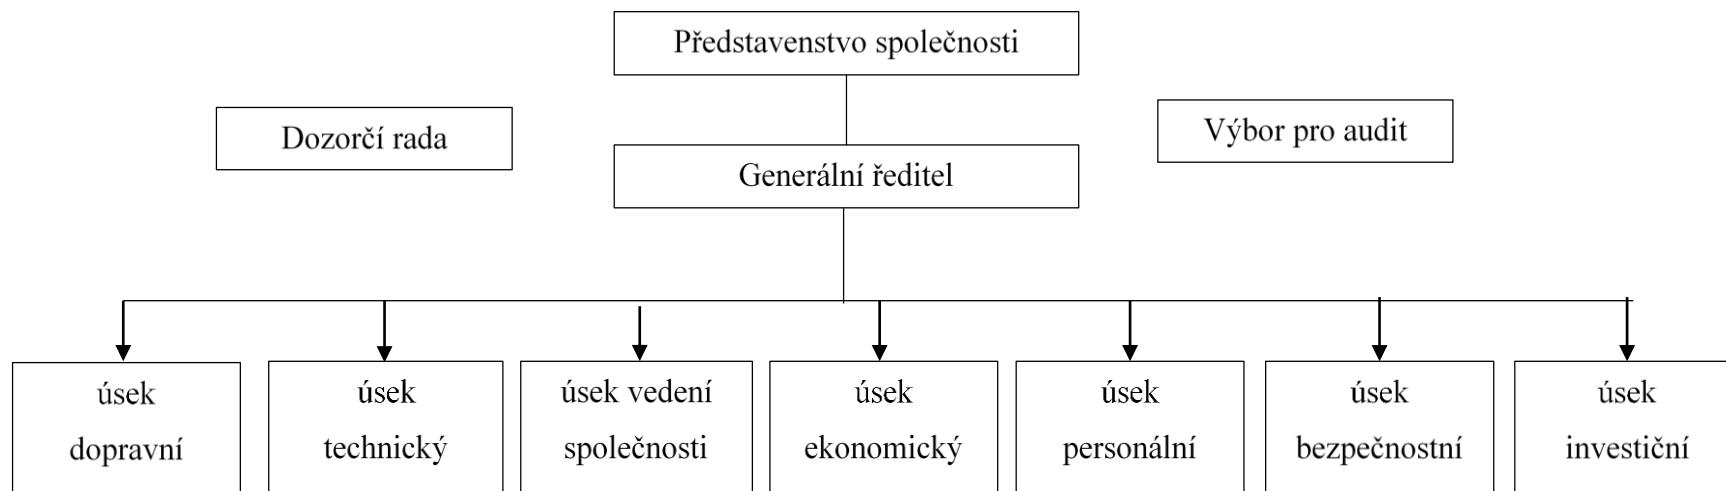 Představenstvo společnosti
Dozorčí rada
Výbor pro audit
Generální ředitel
úsek
dopravní
úsek
technický
úsek vedení
společnosti
úsek
ekonomický
úsek
personální
úsek
bezpečnostní
úsek
investiční